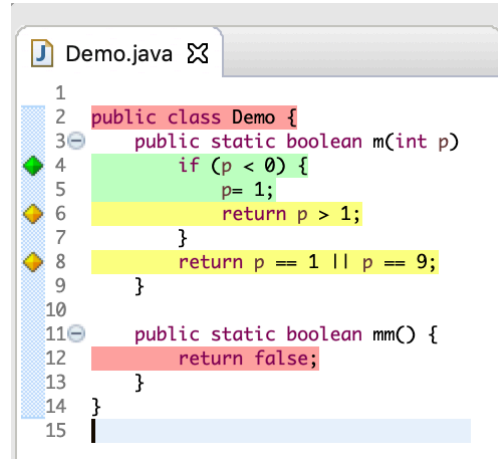 J Demo.java
1
2 public class Demo {
3 public static boolean m(int p)
4 if (p < 0) {
5 p= 1;
6 return p > 1;
7 }
8 return p == 1 || p == 9;
9 }
10
11 public static boolean mm() {
12 return false;
13 }
14 }
15